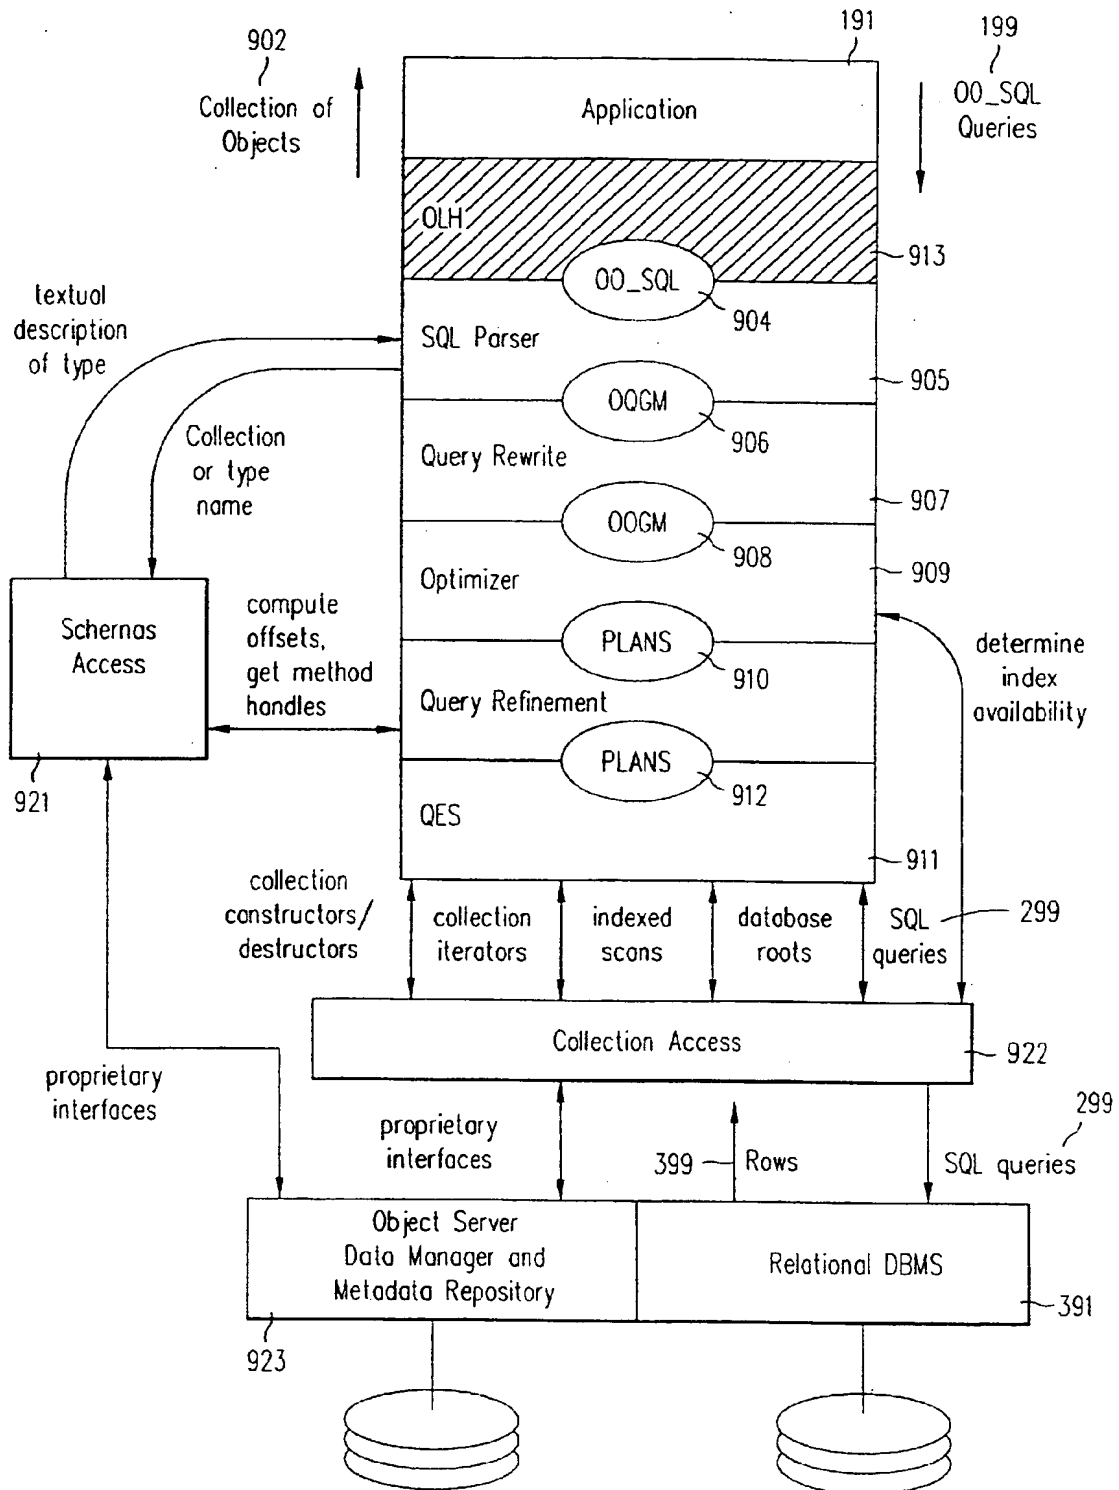 902
Collection of
Objects
191
Application
199
OO_SQL
Queries
OLH
913
OO_SQL
904
textual
description
of type
SQL Parser
905
OQGM
906
Collection
or type
name
Query Rewrite
907
OOGM
908
Optimizer
909
Schernas
Access
921
compute
offsets,
get method
handles
PLANS
910
determine
index
availability
Query Refinement
PLANS
912
QES
911
collection
constructors/
destructors
collection
iterators
indexed
scans
database
roots
SQL
queries
299
Collection Access
922
proprietary
interfaces
proprietary
interfaces
399
Rows
299
SQL queries
Object Server
Data Manager and
Metadata Repository
923
Relational DBMS
391